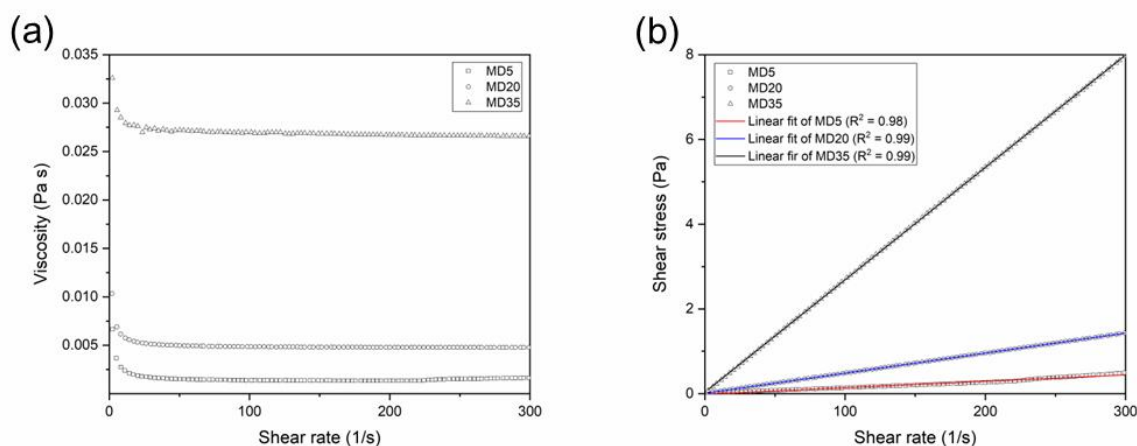 (a)
0.035
0.030
0.025
0.020
0.015
0.010
0.005
Viscosity (Pa s)
0
100
200
300
Shear rate (1/s)
MD5
MD20
MD35
(b)
8
6
4
2
0
Shear stress (Pa)
0
100
200
300
Shear rate (1/s)
MD5
MD20
MD35
Linear fit of MD5 (R² = 0.98)
Linear fit of MD20 (R² = 0.99)
Linear fir of MD35 (R² = 0.99)